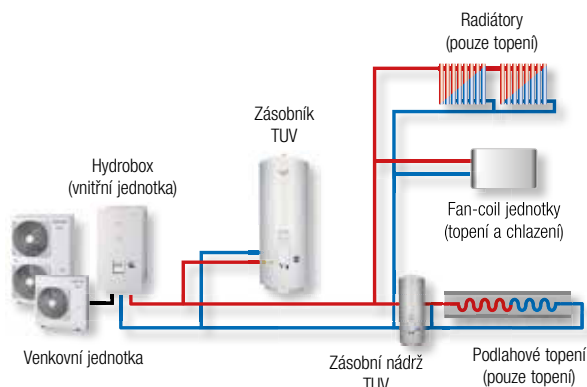 Radiátory
(pouze topení)
Zásobník
TUV
Hydrobox
(vnitřní jednotka)
Fan-coil jednotky
(topení a chlazení)
Venkovní jednotka
Zásobní nádrž
TUV
Podlahové topení
(pouze topení)